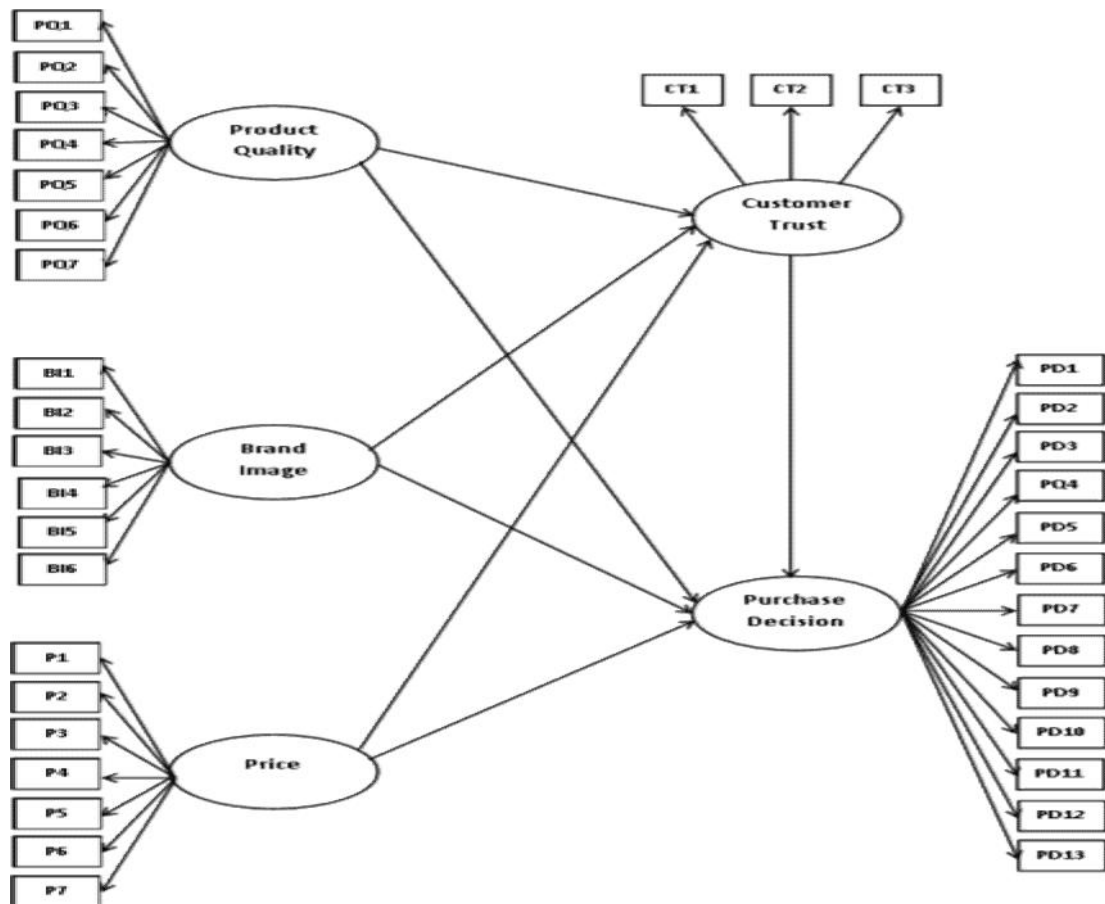 PQ1
PQ2
PQ3
PQ4
PQ5
PQ6
PQ7
Product
Quality
CT1
CT2
CT3
Customer
Trust
BI1
BI2
BI3
BI4
BI5
BI6
Brand
Image
PD1
PD2
PD3
PQ4
PD5
PD6
PD7
PD8
PD9
PD10
PD11
PD12
PD13
Purchase
Decision
P1
P2
P3
P4
P5
P6
P7
Price